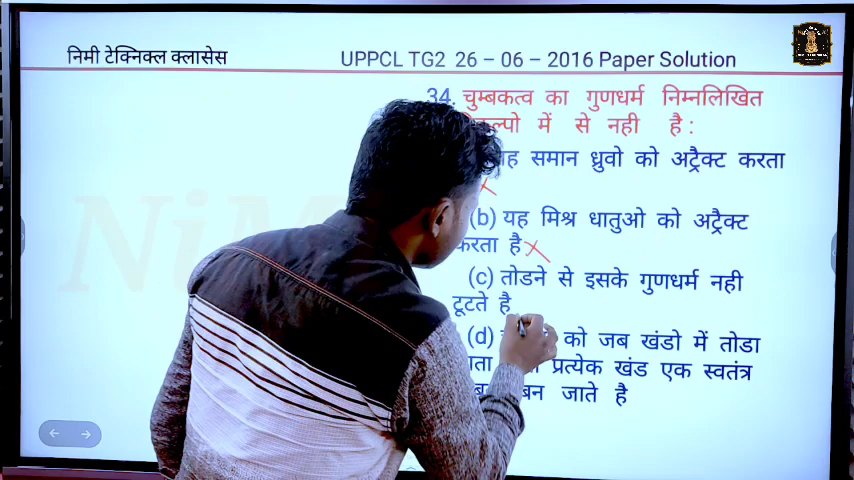 निमी टेक्निक्ल क्लासेस
UPPCL TG2 26 – 06 – 2016 Paper Solution
34. चुम्बकत्व का गुणधर्म निम्नलिखित
में से नही है :
समान ध्रुवो को अट्रैक्ट करता
(b) यह मिश्र धातुओ को अट्रैक्ट
करता है
(c) तोडने से इसके गुणधर्म नही
टूटते है
(d) को जब खंडो में तोडा
प्रत्येक खंड एक स्वतंत्र
बन जाते है